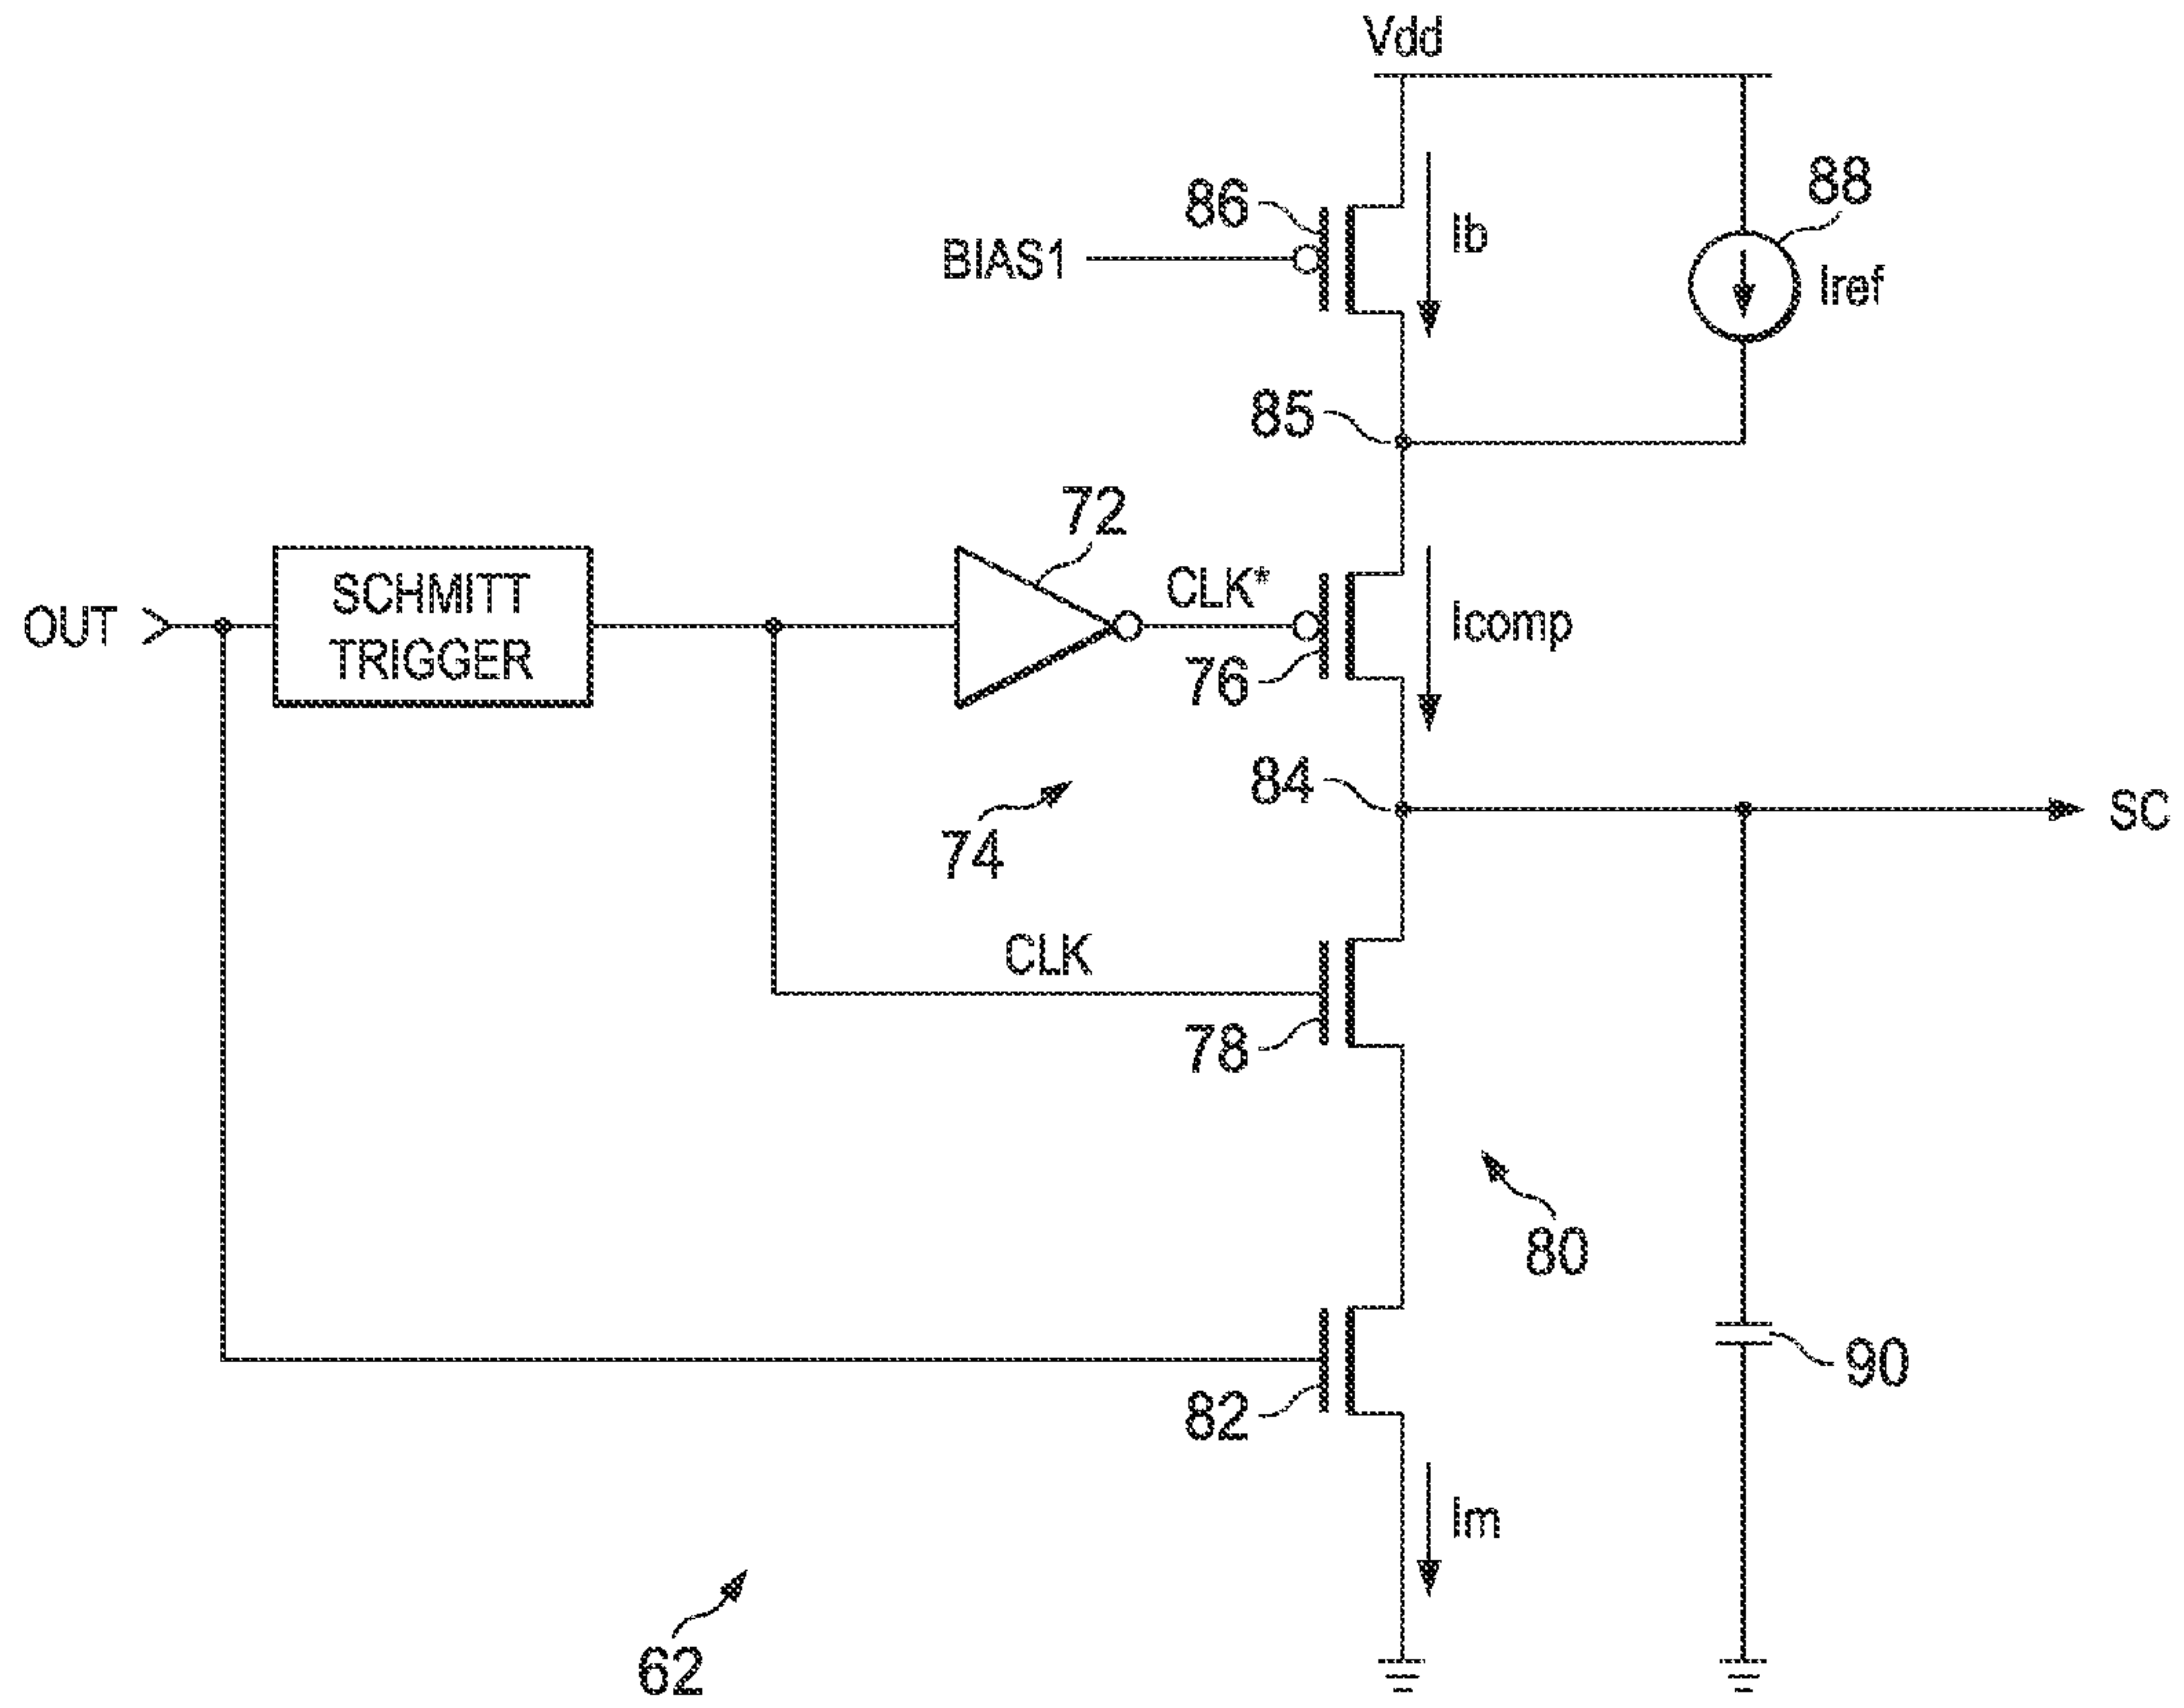 Vdd
86
Ib
88
BIAS1
Iref
85
72
OUT
SCHMITT
TRIGGER
CLK*
Icomp
76
84
SC
74
CLK
78
80
90
82
Im
62